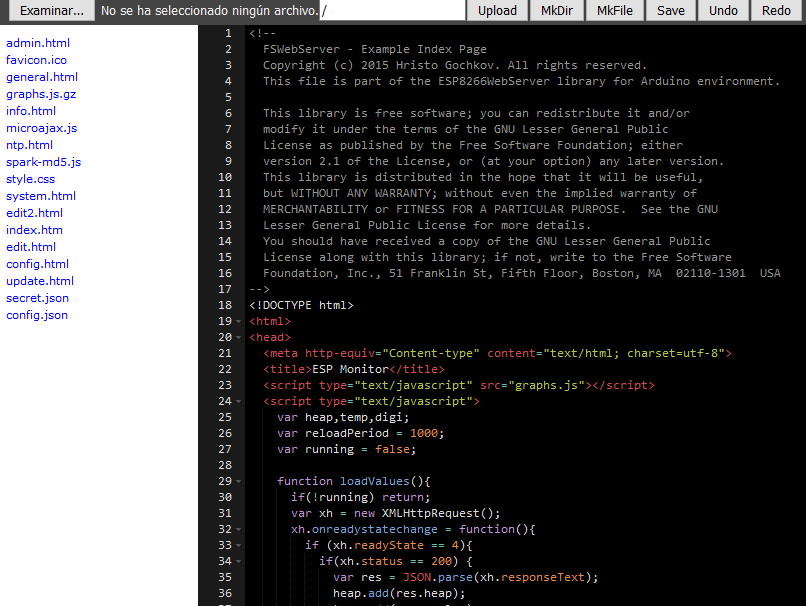 Examinar... No se ha seleccionado ningún archivo. / Upload MkDir MkFile Save Undo Redo
admin.html
favicon.ico
general.html
graphs.js.gz
info.html
microajax.js
ntp.html
spark-md5.js
style.css
system.html
edit2.html
index.htm
edit.html
config.html
update.html
secret.json
config.json
1 <!--
2   FSWebServer - Example Index Page
3   Copyright (c) 2015 Hristo Gochkov. All rights reserved.
4   This file is part of the ESP8266WebServer library for Arduino environment.
5
6   This library is free software; you can redistribute it and/or
7   modify it under the terms of the GNU Lesser General Public
8   License as published by the Free Software Foundation; either
9   version 2.1 of the License, or (at your option) any later version.
10   This library is distributed in the hope that it will be useful,
11   but WITHOUT ANY WARRANTY; without even the implied warranty of
12   MERCHANTABILITY or FITNESS FOR A PARTICULAR PURPOSE.  See the GNU
13   Lesser General Public License for more details.
14   You should have received a copy of the GNU Lesser General Public
15   License along with this library; if not, write to the Free Software
16   Foundation, Inc., 51 Franklin St, Fifth Floor, Boston, MA  02110-1301  USA
17 -->
18 <!DOCTYPE html>
19 <html>
20 <head>
21   <meta http-equiv="Content-type" content="text/html; charset=utf-8">
22   <title>ESP Monitor</title>
23   <script type="text/javascript" src="graphs.js"></script>
24   <script type="text/javascript">
25     var heap,temp,digi;
26     var reloadPeriod = 1000;
27     var running = false;
28
29     function loadValues(){
30       if(!running) return;
31       var xh = new XMLHttpRequest();
32       xh.onreadystatechange = function(){
33         if (xh.readyState == 4){
34           if(xh.status == 200) {
35             var res = JSON.parse(xh.responseText);
36             heap.add(res.heap);